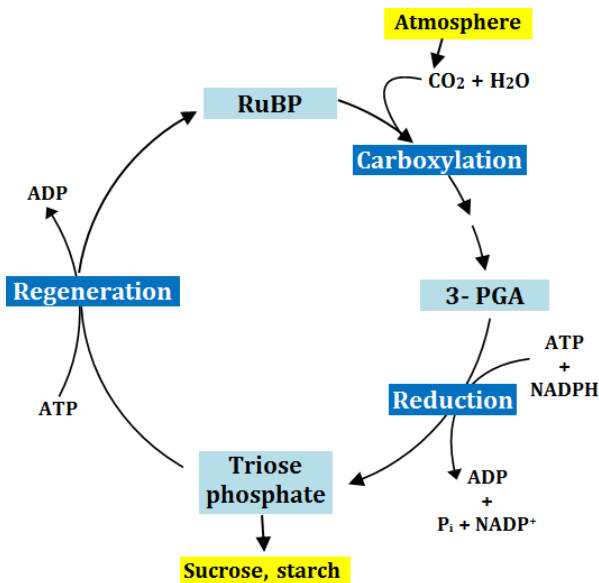 Atmosphere
CO2 + H2O
RuBP
Carboxylation
ADP
Regeneration
3- PGA
ATP
+
NADPH
Reduction
ATP
Triose
phosphate
ADP
+
Pi + NADP+
Sucrose, starch